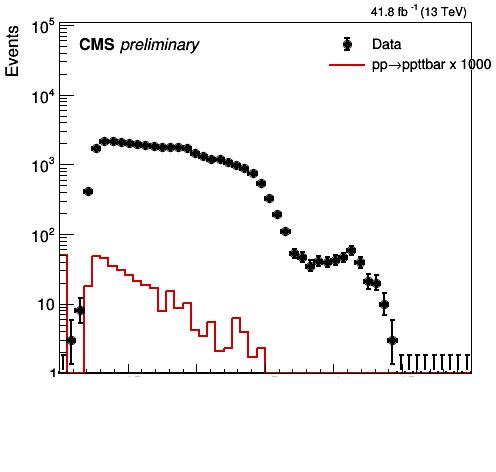 41.8 fb⁻¹ (13 TeV)
Events
CMS preliminary
Data
pp→ppttbar x 1000
10⁵
10⁴
10³
10²
10
1